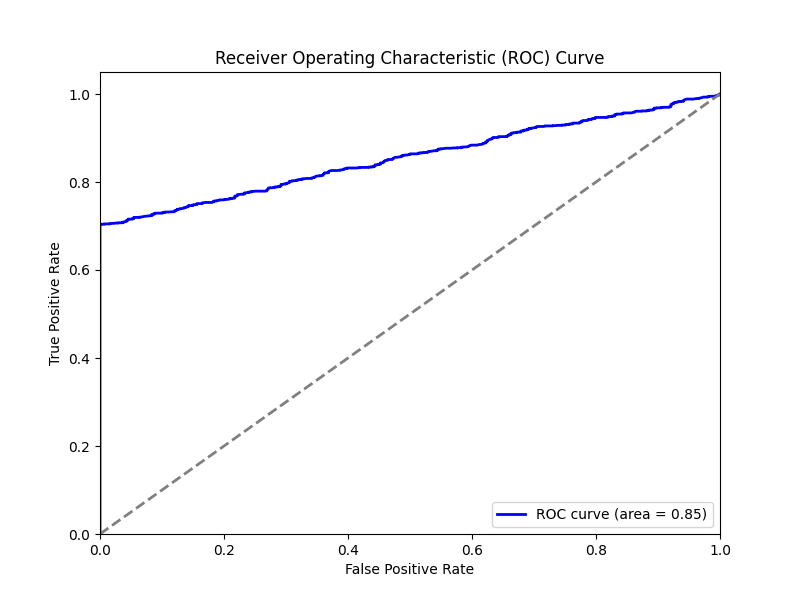 Receiver Operating Characteristic (ROC) Curve
1.0
0.8
0.6
0.4
0.2
0.0
True Positive Rate
ROC curve (area = 0.85)
0.0 0.2 0.4 0.6 0.8 1.0
False Positive Rate